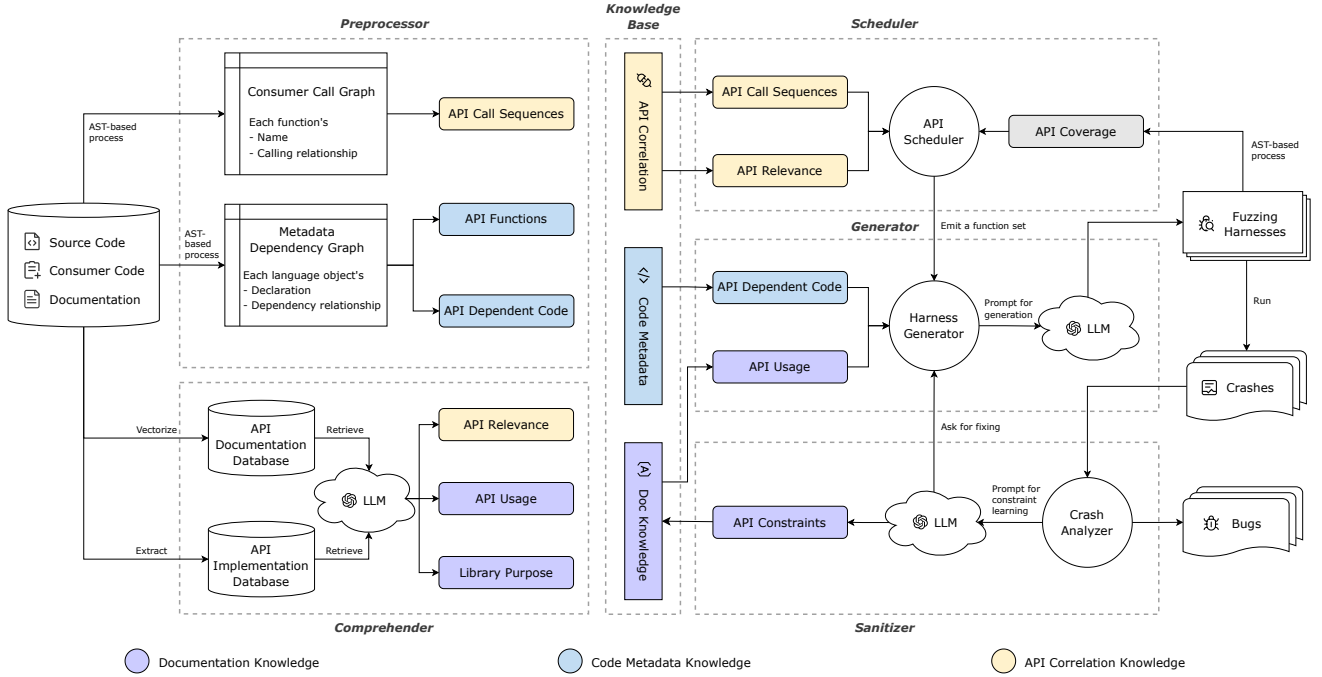 Preprocessor
Knowledge
Base
Scheduler
Consumer Call Graph
Each function's
- Name
- Calling relationship
API Call Sequences
AST-based
process
Metadata
Dependency Graph
Each language object's
- Declaration
- Dependency relationship
API Functions
API Dependent Code
AST-
based
process
Source Code
Consumer Code
Documentation
Vectorize
API
Documentation
Database
Retrieve
Extract
API
Implementation
Database
Retrieve
LLM
API Relevance
API Usage
Library Purpose
Comprehender
API Correlation
</> Code Metadata
{A} Doc Knowledge
API Call Sequences
API Relevance
API
Scheduler
API Coverage
AST-based
process
Fuzzing
Harnesses
Generator
Emit a function set
API Dependent Code
API Usage
Harness
Generator
Prompt for
generation
LLM
Run
Crashes
Ask for fixing
API Constraints
LLM
Prompt for
constraint
learning
Crash
Analyzer
Bugs
Sanitizer
Documentation Knowledge
Code Metadata Knowledge
API Correlation Knowledge